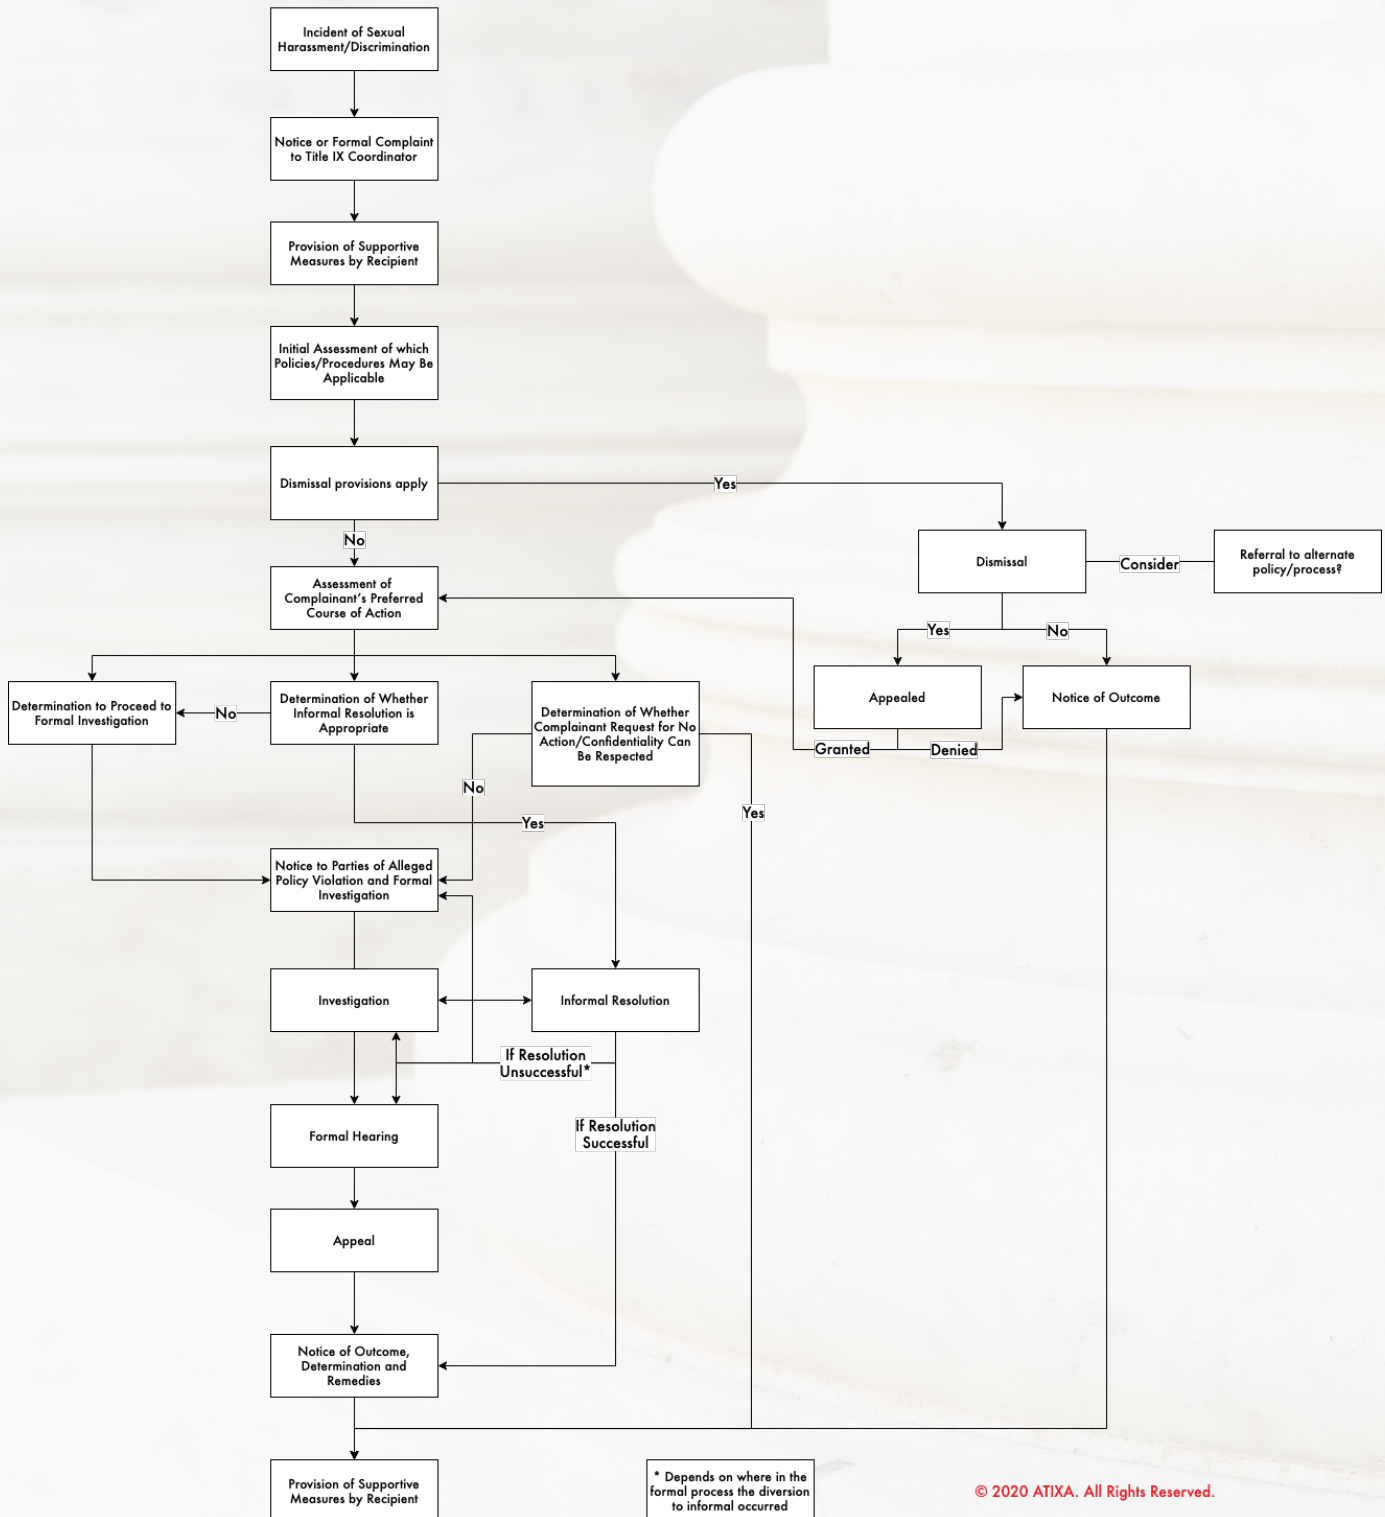 Incident of Sexual
Harassment/Discrimination
Notice or Formal Complaint
to Title IX Coordinator
Provision of Supportive
Measures by Recipient
Initial Assessment of which
Policies/Procedures May Be
Applicable
Dismissal provisions apply
Yes
No
Dismissal
Consider
Referral to alternate
policy/process?
Assessment of
Complainant's Preferred
Course of Action
Yes
No
Appealed
Notice of Outcome
Granted
Denied
Determination to Proceed to
Formal Investigation
No
Determination of Whether
Informal Resolution is
Appropriate
Determination of Whether
Complainant Request for No
Action/Confidentiality Can
Be Respected
No
Yes
Yes
Notice to Parties of Alleged
Policy Violation and Formal
Investigation
Investigation
Informal Resolution
If Resolution
Unsuccessful*
If Resolution
Successful
Formal Hearing
Appeal
Notice of Outcome,
Determination and
Remedies
Provision of Supportive
Measures by Recipient
* Depends on where in the
formal process the diversion
to informal occurred
© 2020 ATIXA. All Rights Reserved.